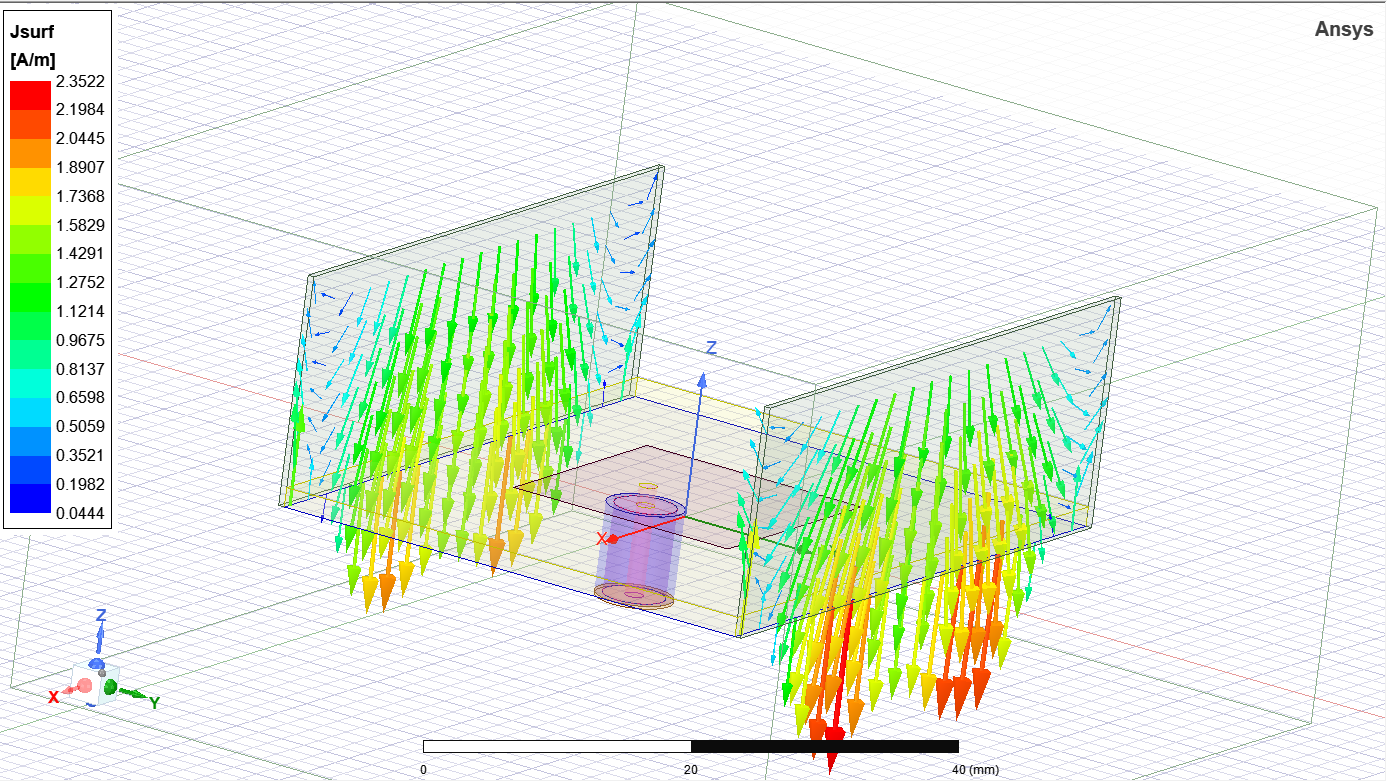 Jsurf
[A/m]
2.3522
2.1984
2.0445
1.8907
1.7368
1.5829
1.4291
1.2752
1.1214
0.9675
0.8137
0.6598
0.5059
0.3521
0.1982
0.0444
Ansys
Z
X
Z
X
Y
0 20 40 (mm)